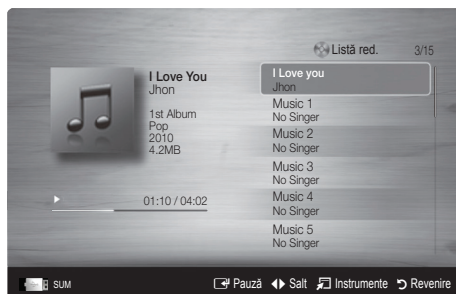 Listă red. 3/15
I Love You
Jhon
1st Album
Pop
2010
4.2MB
01:10 / 04:02
I Love you
Jhon
Music 1
No Singer
Music 2
No Singer
Music 3
No Singer
Music 4
No Singer
Music 5
No Singer
SUM Pauză Salt Instrumente Revenire